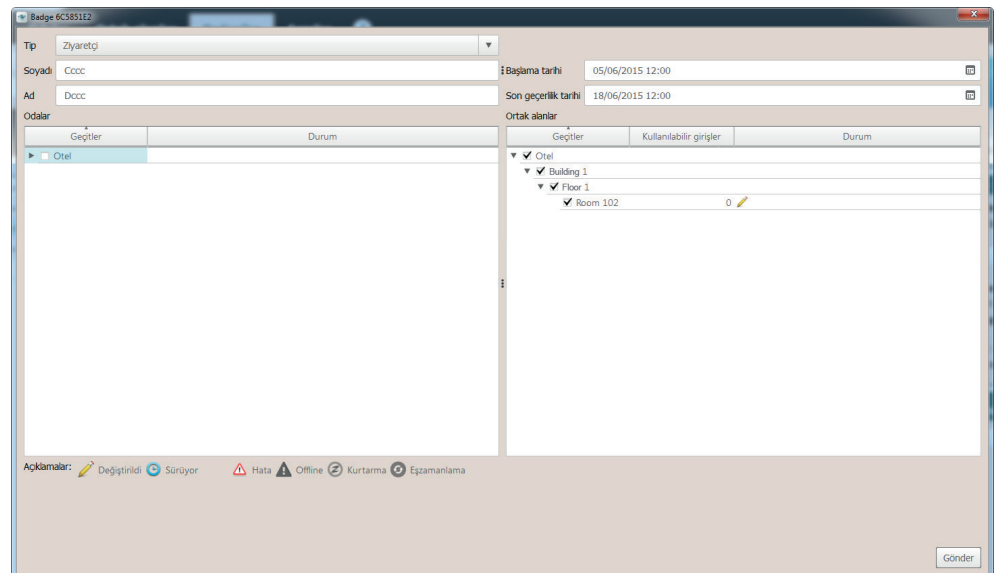 Badge 6C5851E2
Tip Ziyaretçi
Soyadı Cccc Başlama tarihi 05/06/2015 12:00
Ad Dccc Son geçerlilik tarihi 18/06/2015 12:00
Odalar Ortak alanlar
Geçitler Durum Geçitler Kullanılabilir girişler Durum
Otel Otel
Building 1
Floor 1
Room 102 0
Açıklamalar: Değiştirildi Sürüyor Hata Offline Kurtarma Eşzamanlama
Gönder